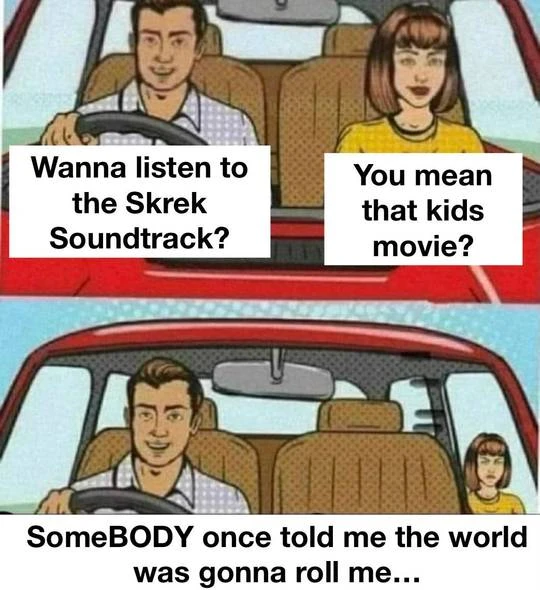 Wanna listen to
the Skrek
Soundtrack?
You mean
that kids
movie?
SomeBODY once told me the world
was gonna roll me...